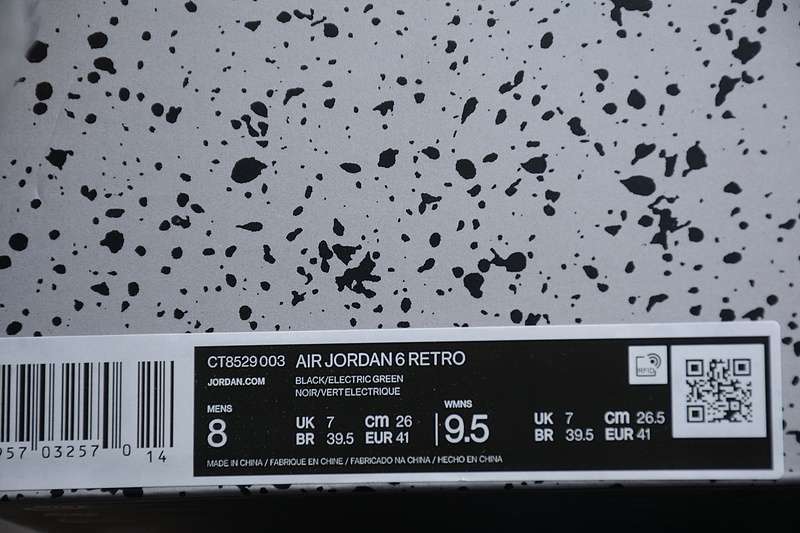 CT8529 003 AIR JORDAN 6 RETRO
JORDAN.COM
BLACK/ELECTRIC GREEN
NOIR/VERT ELECTRIQUE
RFID
MENS
8
UK 7 cm 26
BR 39.5 EUR 41
WMNS
9.5
UK 7 cm 26.5
BR 39.5 EUR 41
MADE IN CHINA / FABRIQUE EN CHINE / FABRICADO NA CHINA / HECHO EN CHINA
957 03257 0 14